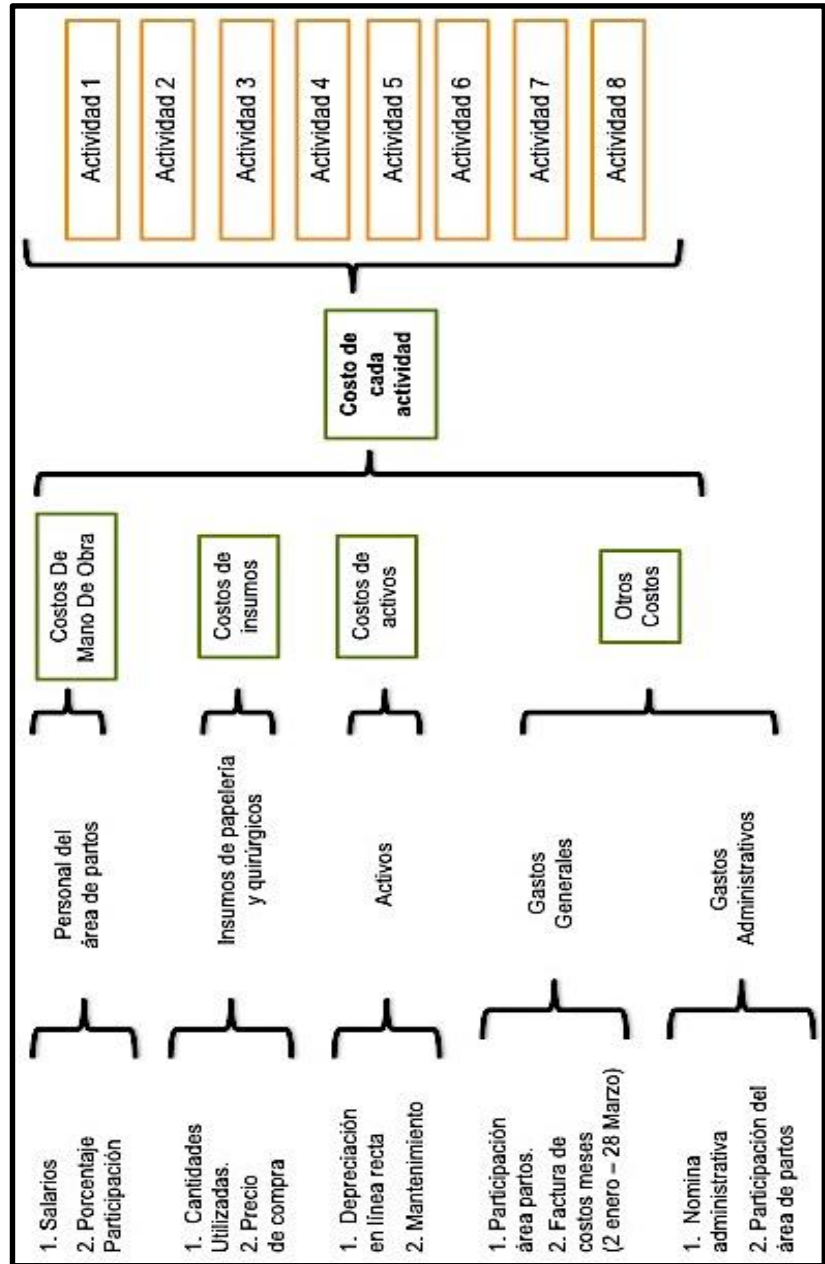 1. Salarios
2. Porcentaje
Participación
1. Cantidades
Utilizadas.
2. Precio
de compra
1. Depreciación
en línea recta
2. Mantenimiento
1. Participación
área partos.
2. Factura de
costos meses
(2 enero – 28 Marzo)
1. Nomina
administrativa
2. Participación del
área de partos
Personal del
área de partos
Insumos de papelería
y quirúrgicos
Activos
Gastos
Generales
Gastos
Administrativos
Costos De
Mano De Obra
Costos de
insumos
Costos de
activos
Otros
Costos
Costo de
cada
actividad
Actividad 1
Actividad 2
Actividad 3
Actividad 4
Actividad 5
Actividad 6
Actividad 7
Actividad 8